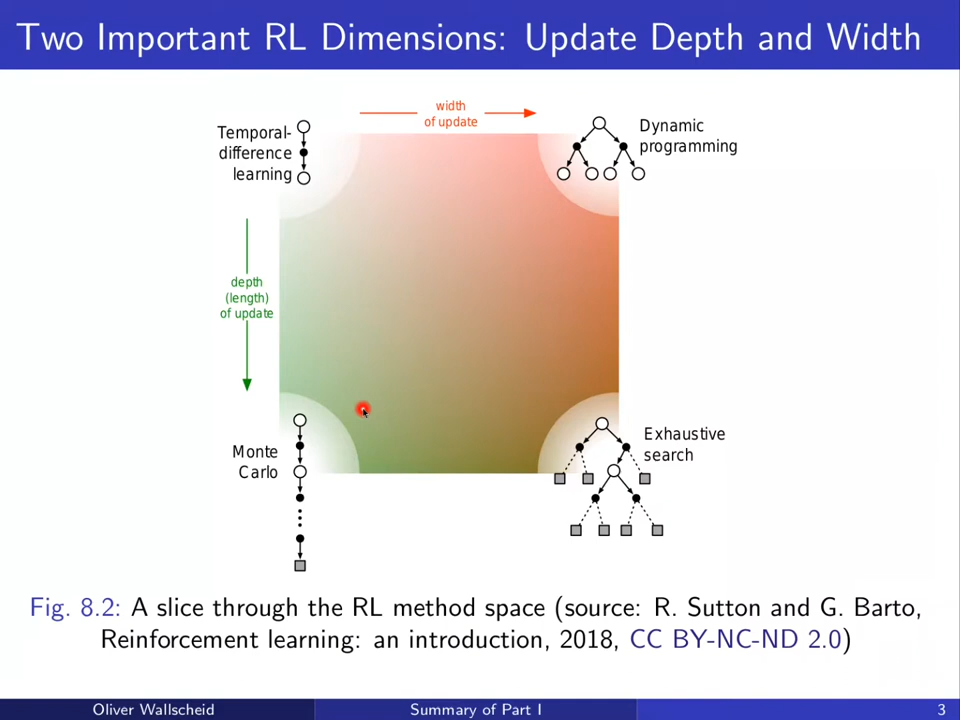 Two Important RL Dimensions: Update Depth and Width
width
of update
Temporal-
difference
learning
Dynamic
programming
depth
(length)
of update
Monte
Carlo
Exhaustive
search
Fig. 8.2: A slice through the RL method space (source: R. Sutton and G. Barto,
Reinforcement learning: an introduction, 2018, CC BY-NC-ND 2.0)
Oliver Wallscheid
Summary of Part I
3